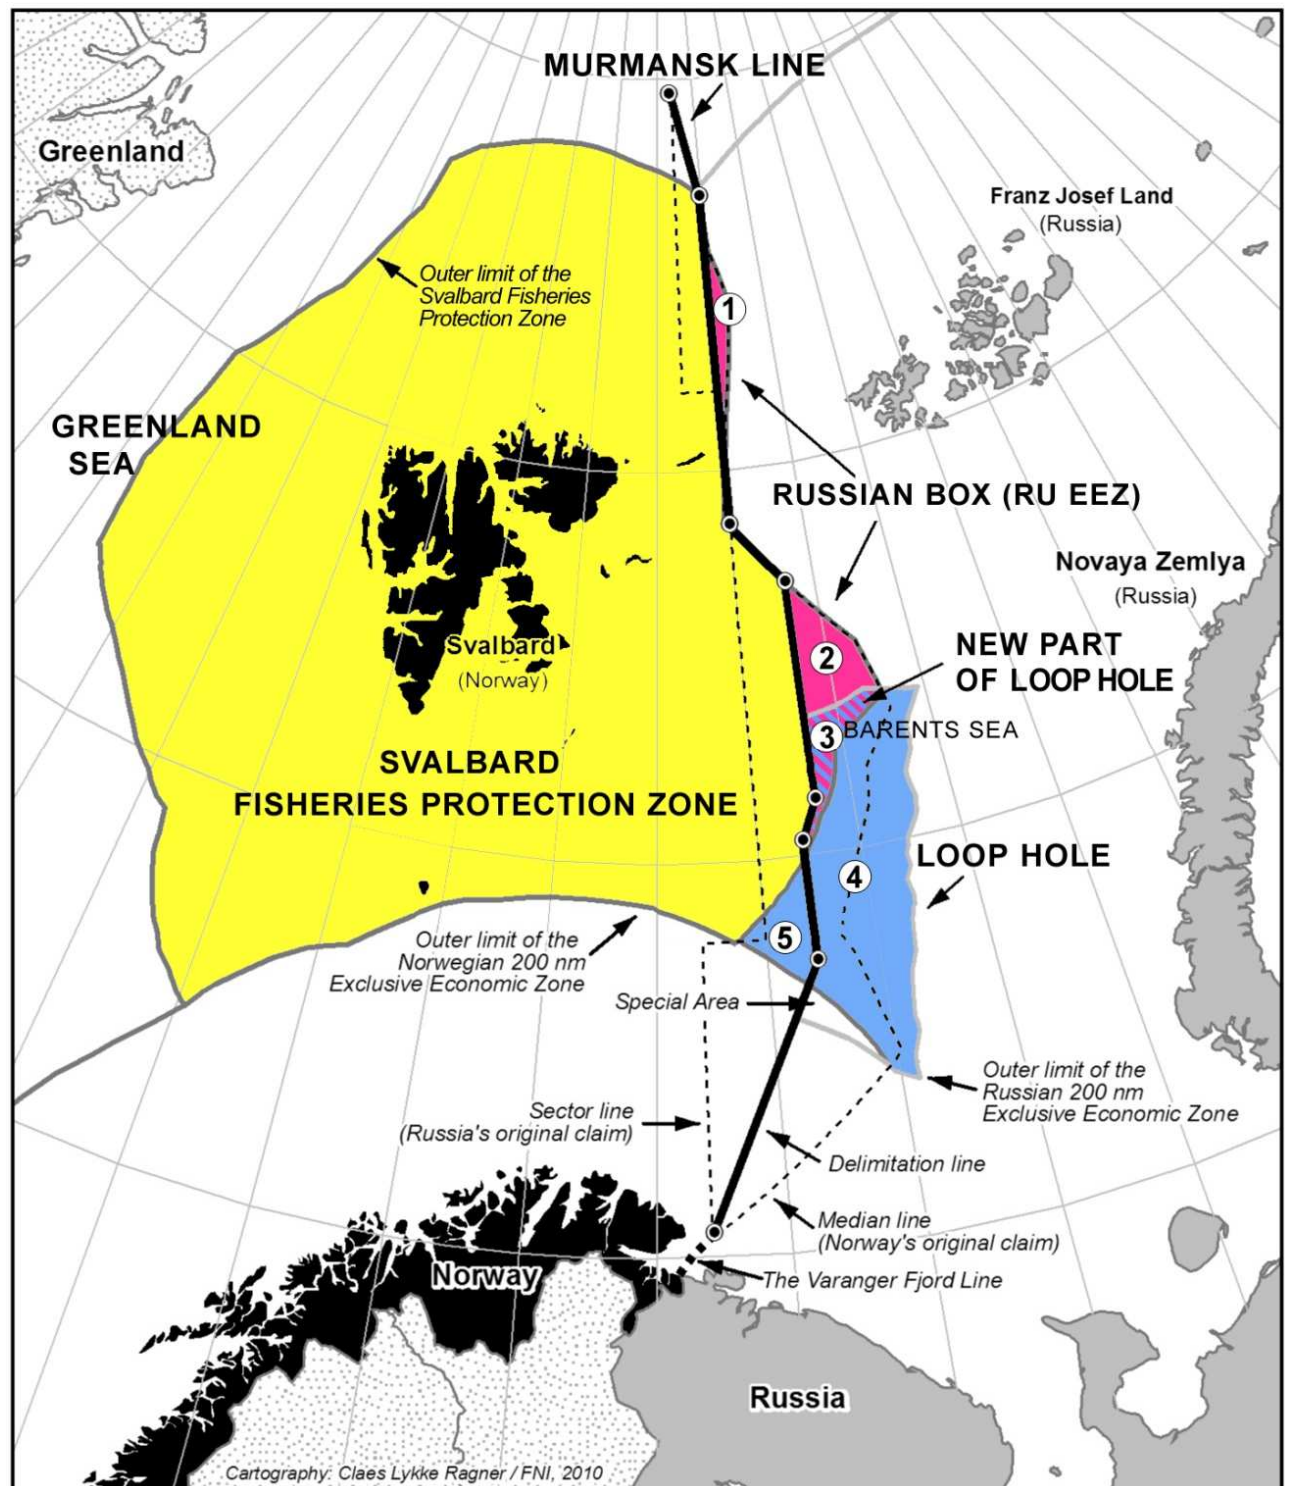 MURMANSK LINE
Greenland
Franz Josef Land
(Russia)
Outer limit of the
Svalbard Fisheries
Protection Zone
1
GREENLAND
SEA
RUSSIAN BOX (RU EEZ)
Novaya Zemlya
(Russia)
Svalbard
(Norway)
2
NEW PART
OF LOOP HOLE
3
BARENTS SEA
SVALBARD
FISHERIES PROTECTION ZONE
LOOP HOLE
4
5
Outer limit of the
Norwegian 200 nm
Exclusive Economic Zone
Special Area
Outer limit of the
Russian 200 nm
Exclusive Economic Zone
Sector line
(Russia's original claim)
Delimitation line
Median line
(Norway's original claim)
Norway
The Varanger Fjord Line
Russia
Cartography: Claes Lykke Ragner / FNI, 2010